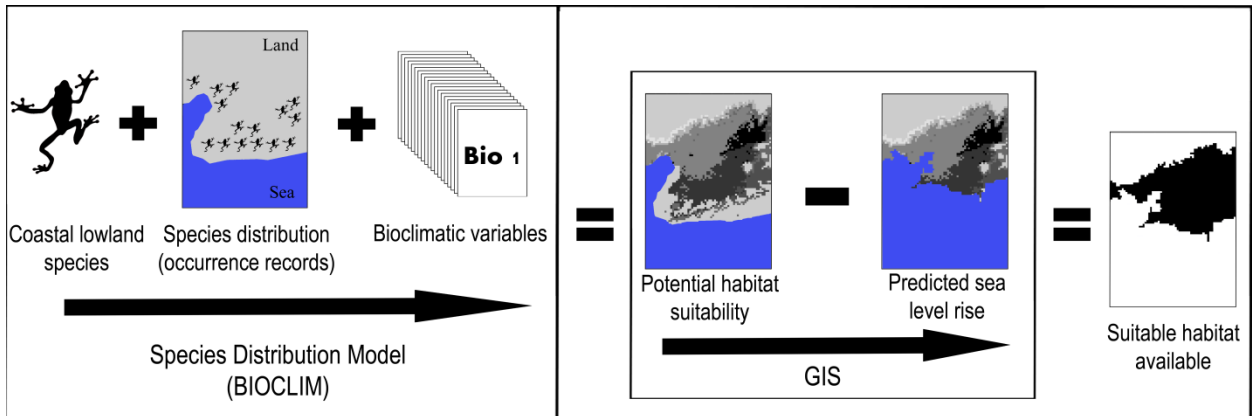 Land
Sea
Bio 1
Coastal lowland
species
Species distribution
(occurrence records)
Bioclimatic variables
Species Distribution Model
(BIOCLIM)
Potential habitat
suitability
Predicted sea
level rise
GIS
Suitable habitat
available